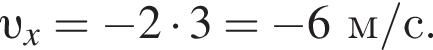 υₓ = −2 · 3 = −6 м/с.